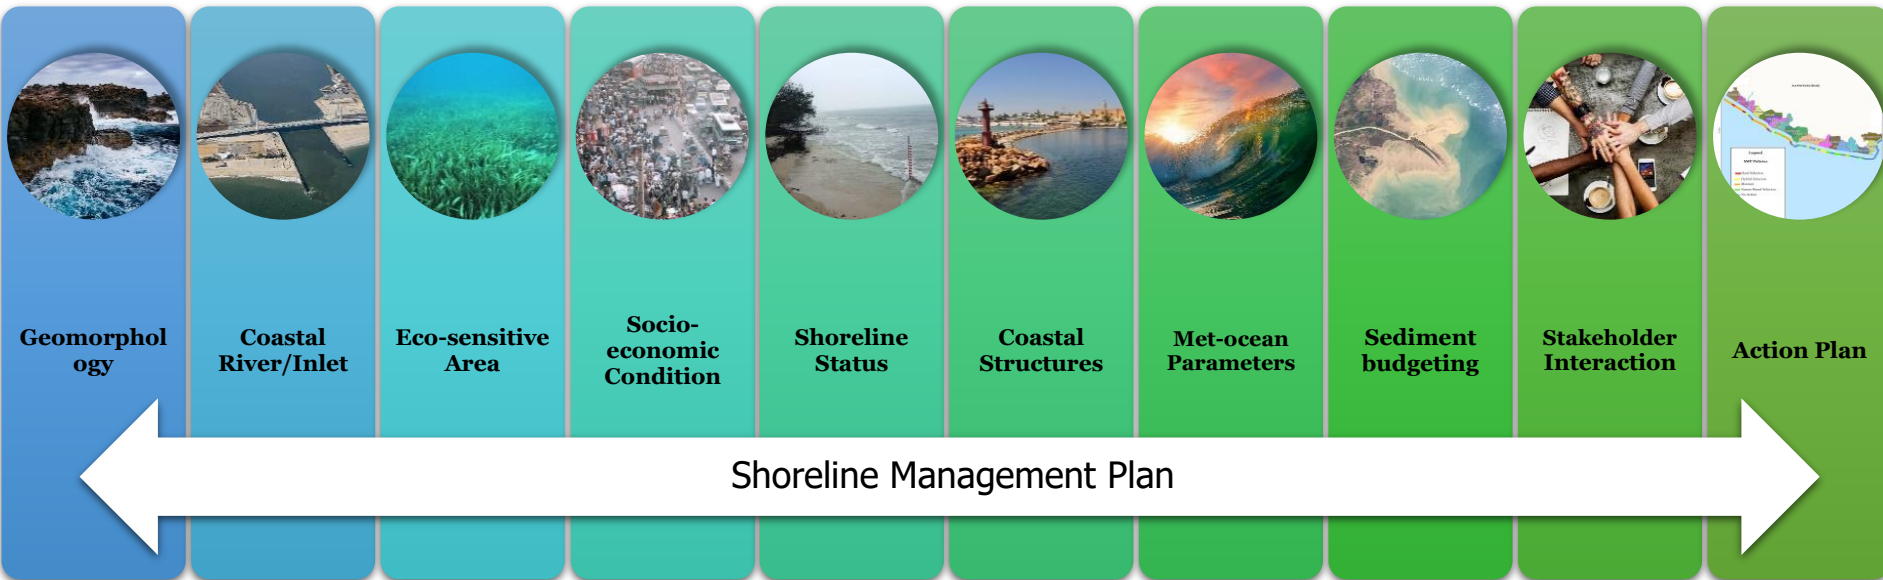 Geomorphol
ogy
Coastal
River/Inlet
Eco-sensitive
Area
Socio-
economic
Condition
Shoreline
Status
Coastal
Structures
Met-ocean
Parameters
Sediment
budgeting
Stakeholder
Interaction
Action Plan
Shoreline Management Plan